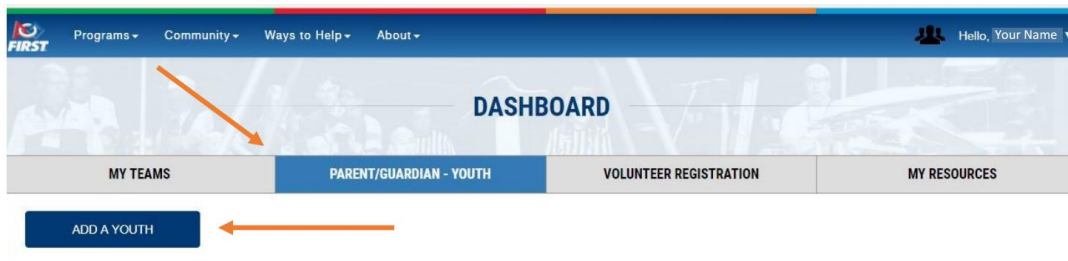 FIRST Programs Community Ways to Help About Hello, Your Name
DASHBOARD
MY TEAMS PARENT/GUARDIAN - YOUTH VOLUNTEER REGISTRATION MY RESOURCES
ADD A YOUTH